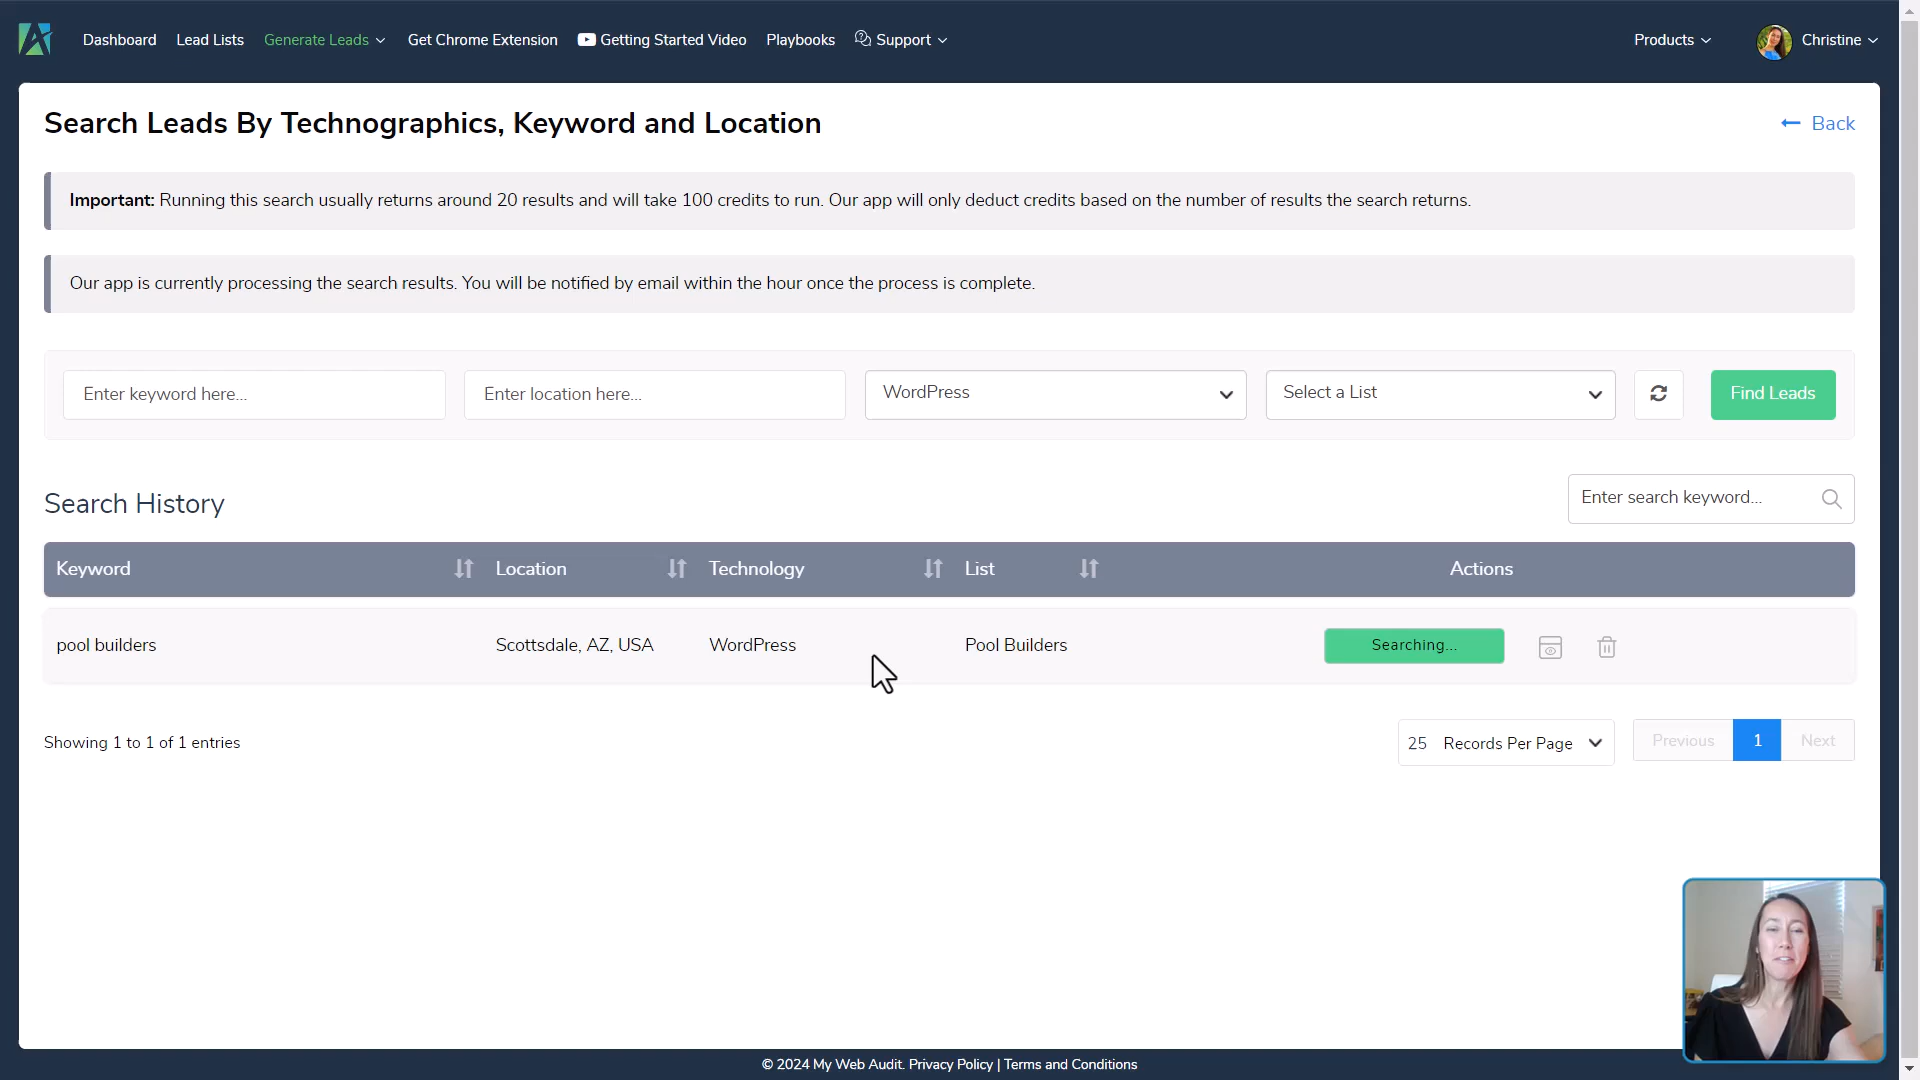 Dashboard Lead Lists Generate Leads Get Chrome Extension Getting Started Video Playbooks Support Products Christine
Search Leads By Technographics, Keyword and Location
Back
Important: Running this search usually returns around 20 results and will take 100 credits to run. Our app will only deduct credits based on the number of results the search returns.
Our app is currently processing the search results. You will be notified by email within the hour once the process is complete.
Enter keyword here... Enter location here... WordPress Select a List Find Leads
Search History
Enter search keyword...
Keyword Location Technology List Actions
pool builders Scottsdale, AZ, USA WordPress Pool Builders Searching...
Showing 1 to 1 of 1 entries
25 Records Per Page
Previous 1 Next
© 2024 My Web Audit. Privacy Policy | Terms and Conditions